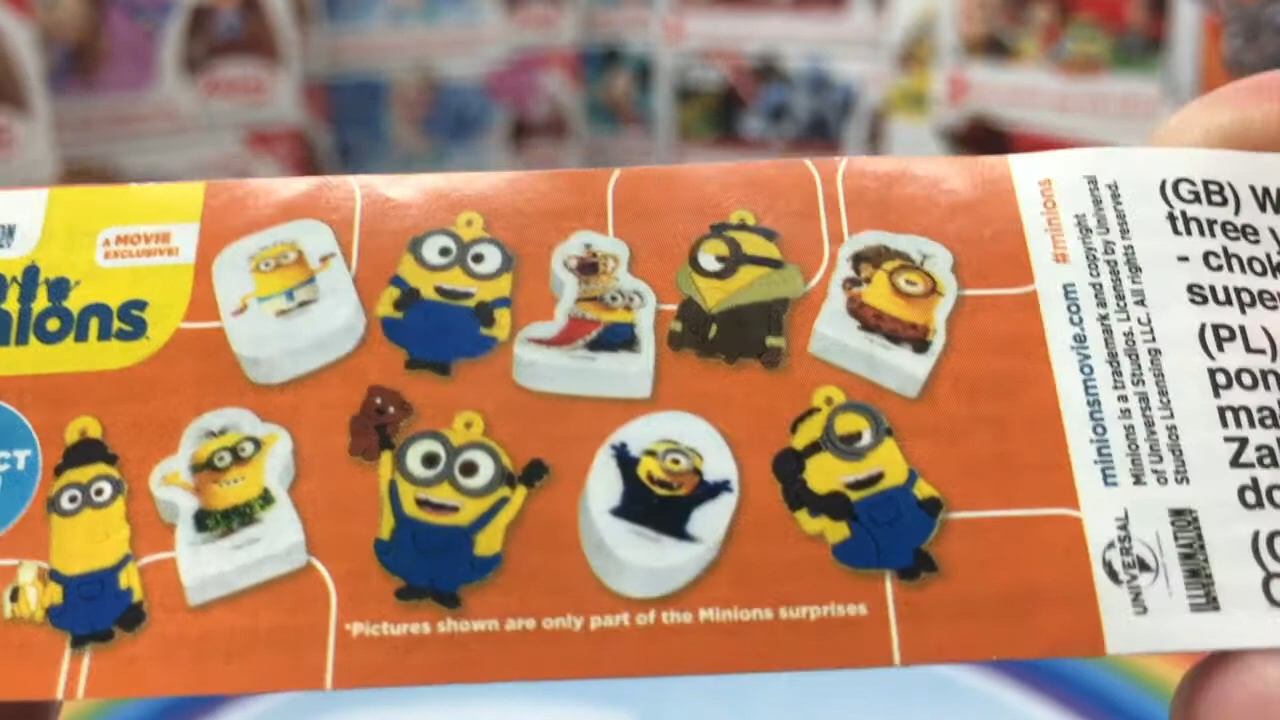 A MOVIE
EXCLUSIVE!
*Pictures shown are only part of the Minions surprises
#minions
minionsmovie.com
Minions is a trademark and copyright
of Universal Studios. Licensed by Universal
Studios Licensing LLC. All rights reserved.
UNIVERSAL
ILLUMINATION
(GB) W
three
- chok
supe
(PL)
pon
ma
Za
do